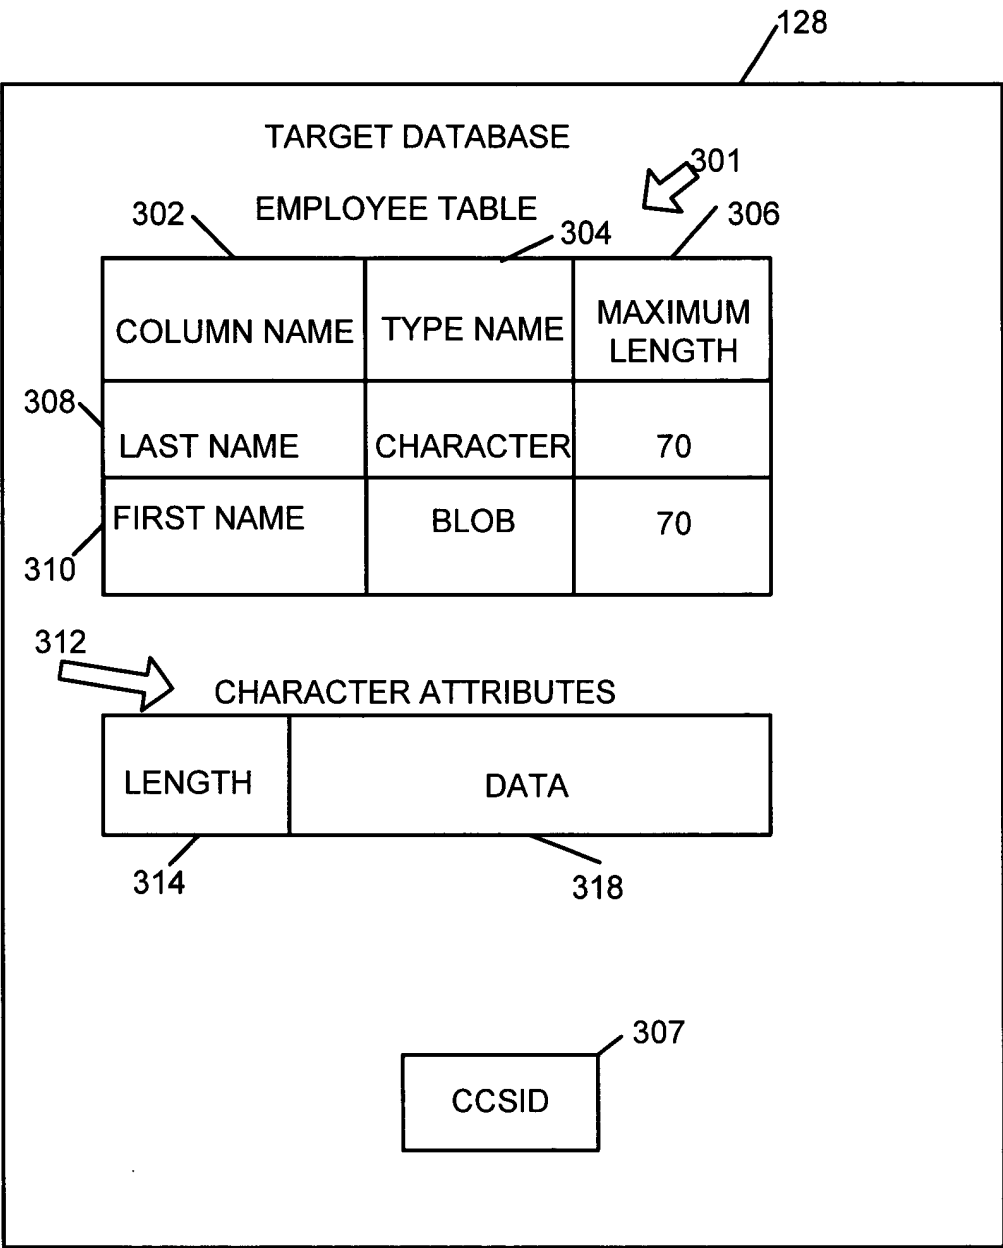 128
TARGET DATABASE
301
EMPLOYEE TABLE
302
304
306
COLUMN NAME
TYPE NAME
MAXIMUM
LENGTH
308
LAST NAME
CHARACTER
70
FIRST NAME
BLOB
70
310
312
CHARACTER ATTRIBUTES
LENGTH
DATA
314
318
307
CCSID